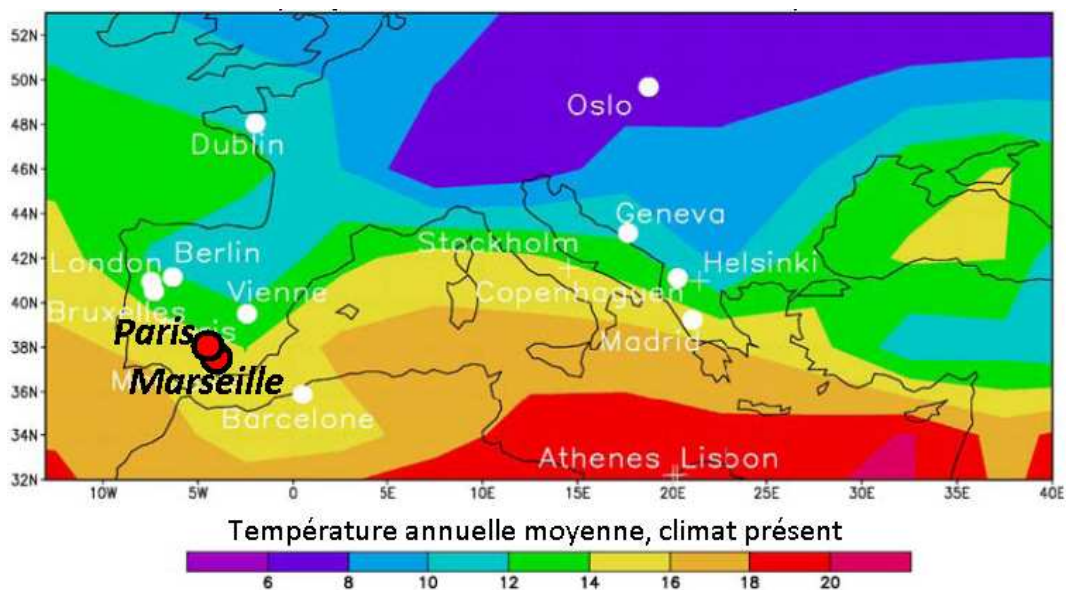 52N
50N
Oslo
48N
Dublin
46N
44N
Geneva
Stockholm
42N
London Berlin
Helsinki
Vienne
Copenhaguen
40N
Bruxelles
Madrid
Paris
38N
Marseille
36N
Barcelone
34N
Athenes Lisbon
32N
10W 5W 0 5E 10E 15E 20E 25E 30E 35E 40E
Température annuelle moyenne, climat présent
6 8 10 12 14 16 18 20